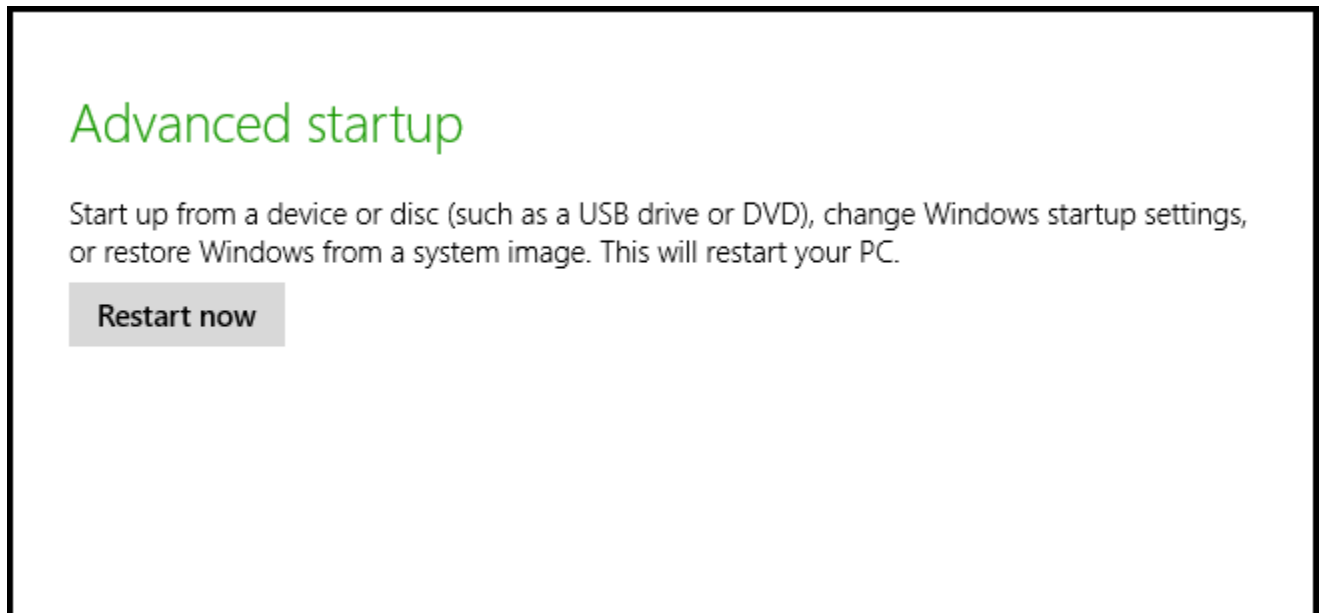 Advanced startup
Start up from a device or disc (such as a USB drive or DVD), change Windows startup settings,
or restore Windows from a system image. This will restart your PC.
Restart now